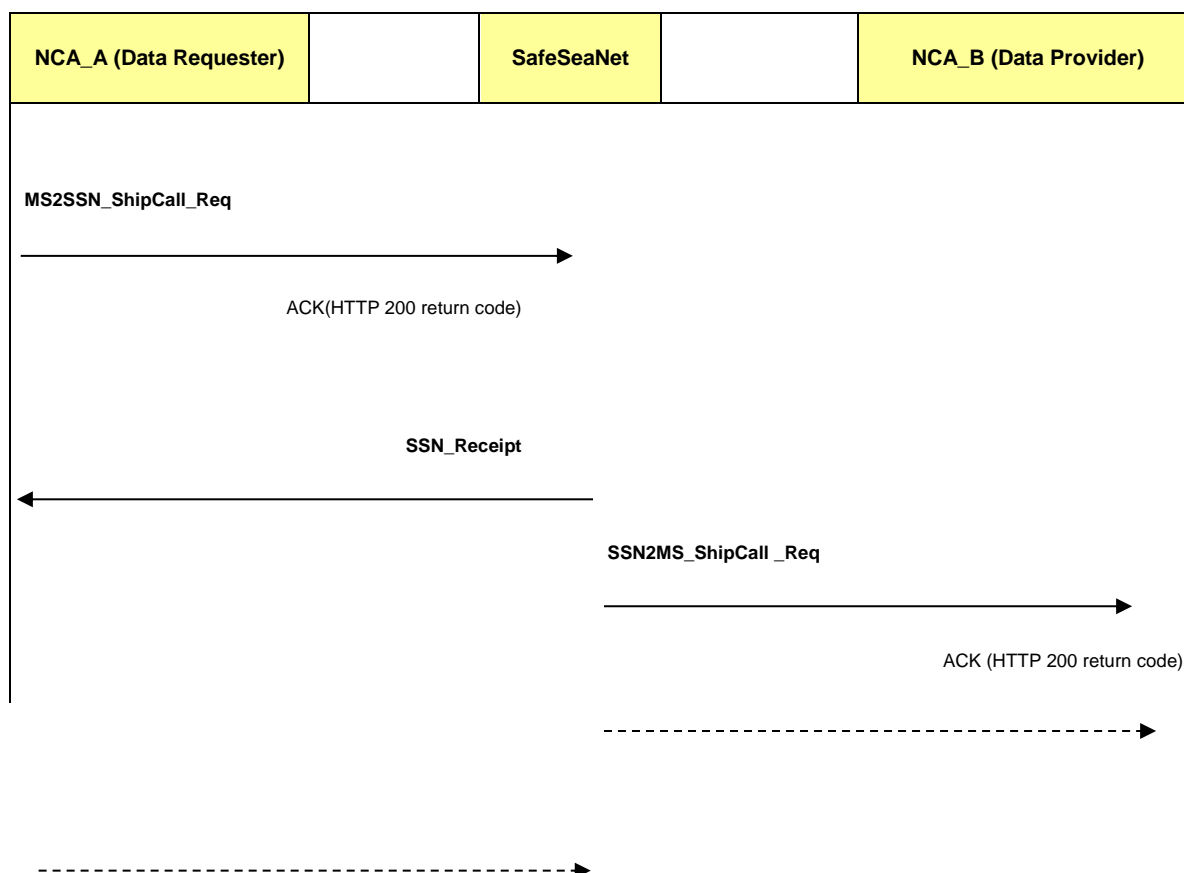 NCA_A (Data Requester)
SafeSeaNet
NCA_B (Data Provider)
MS2SSN_ShipCall_Req
ACK(HTTP 200 return code)
SSN_Receipt
SSN2MS_ShipCall _Req
ACK (HTTP 200 return code)